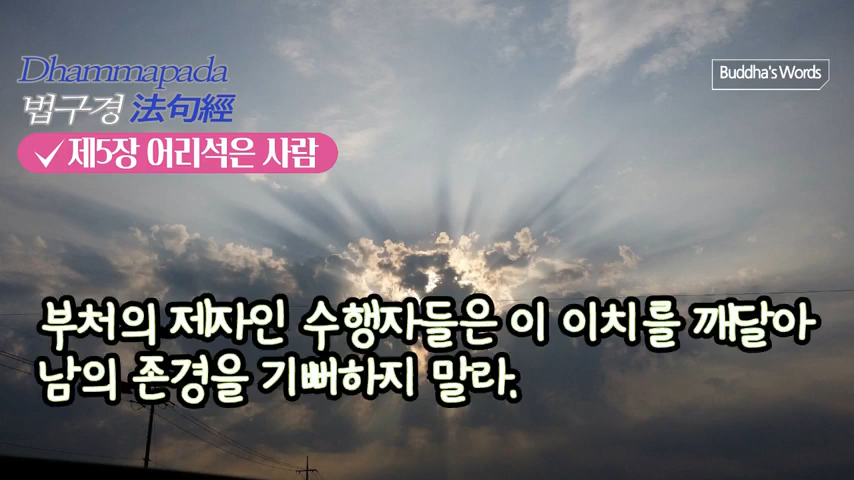 Dhammapada
법구경 法句經
Buddha's Words
제5장 어리석은 사람
부처의 제자인 수행자들은 이 이치를 깨달아
남의 존경을 기뻐하지 말라.